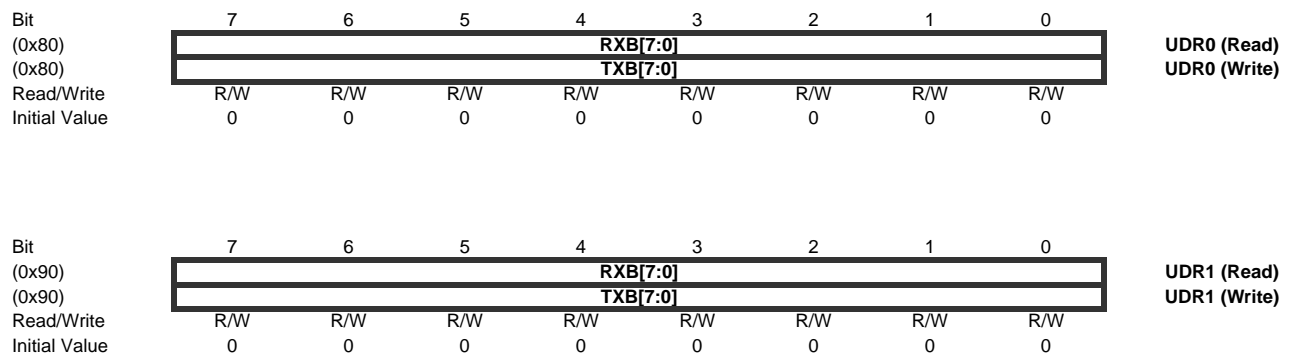 Bit 7 6 5 4 3 2 1 0
(0x80) RXB[7:0] UDR0 (Read)
(0x80) TXB[7:0] UDR0 (Write)
Read/Write R/W R/W R/W R/W R/W R/W R/W R/W
Initial Value 0 0 0 0 0 0 0 0
Bit 7 6 5 4 3 2 1 0
(0x90) RXB[7:0] UDR1 (Read)
(0x90) TXB[7:0] UDR1 (Write)
Read/Write R/W R/W R/W R/W R/W R/W R/W R/W
Initial Value 0 0 0 0 0 0 0 0